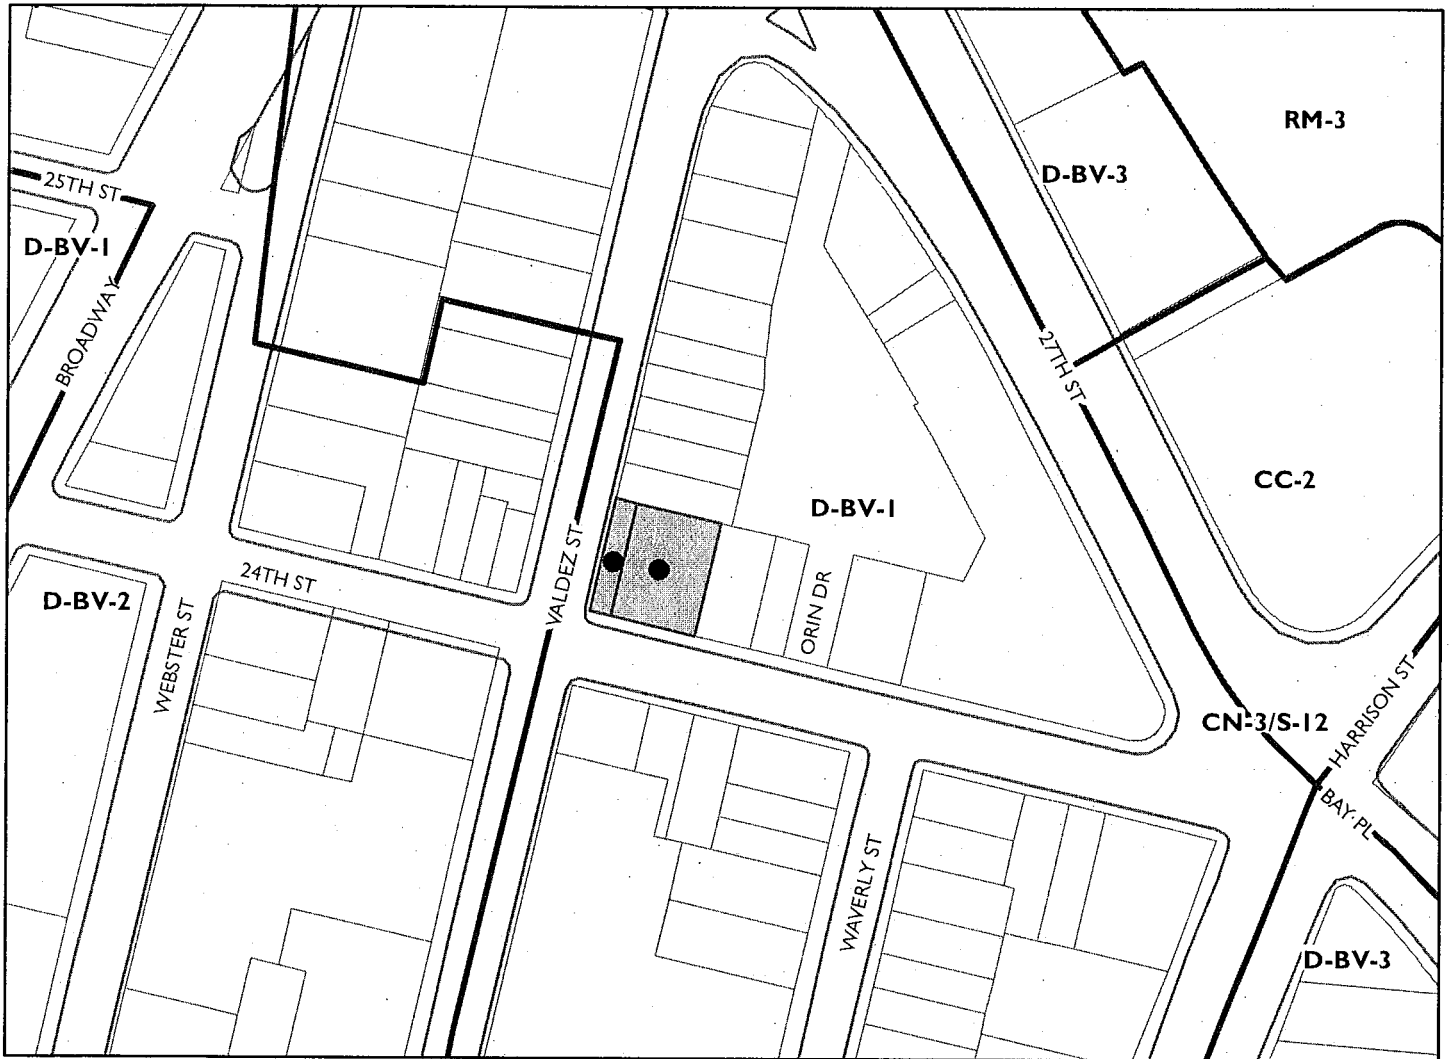 RM-3
D-BV-3
25TH ST
D-BV-1
BROADWAY
27TH ST
CC-2
D-BV-1
VALDEZ ST
24TH ST
D-BV-2
ORIN DR
WEBSTER ST
CN-3/S-12
HARRISON ST
BAY PL
WAVERLY ST
D-BV-3